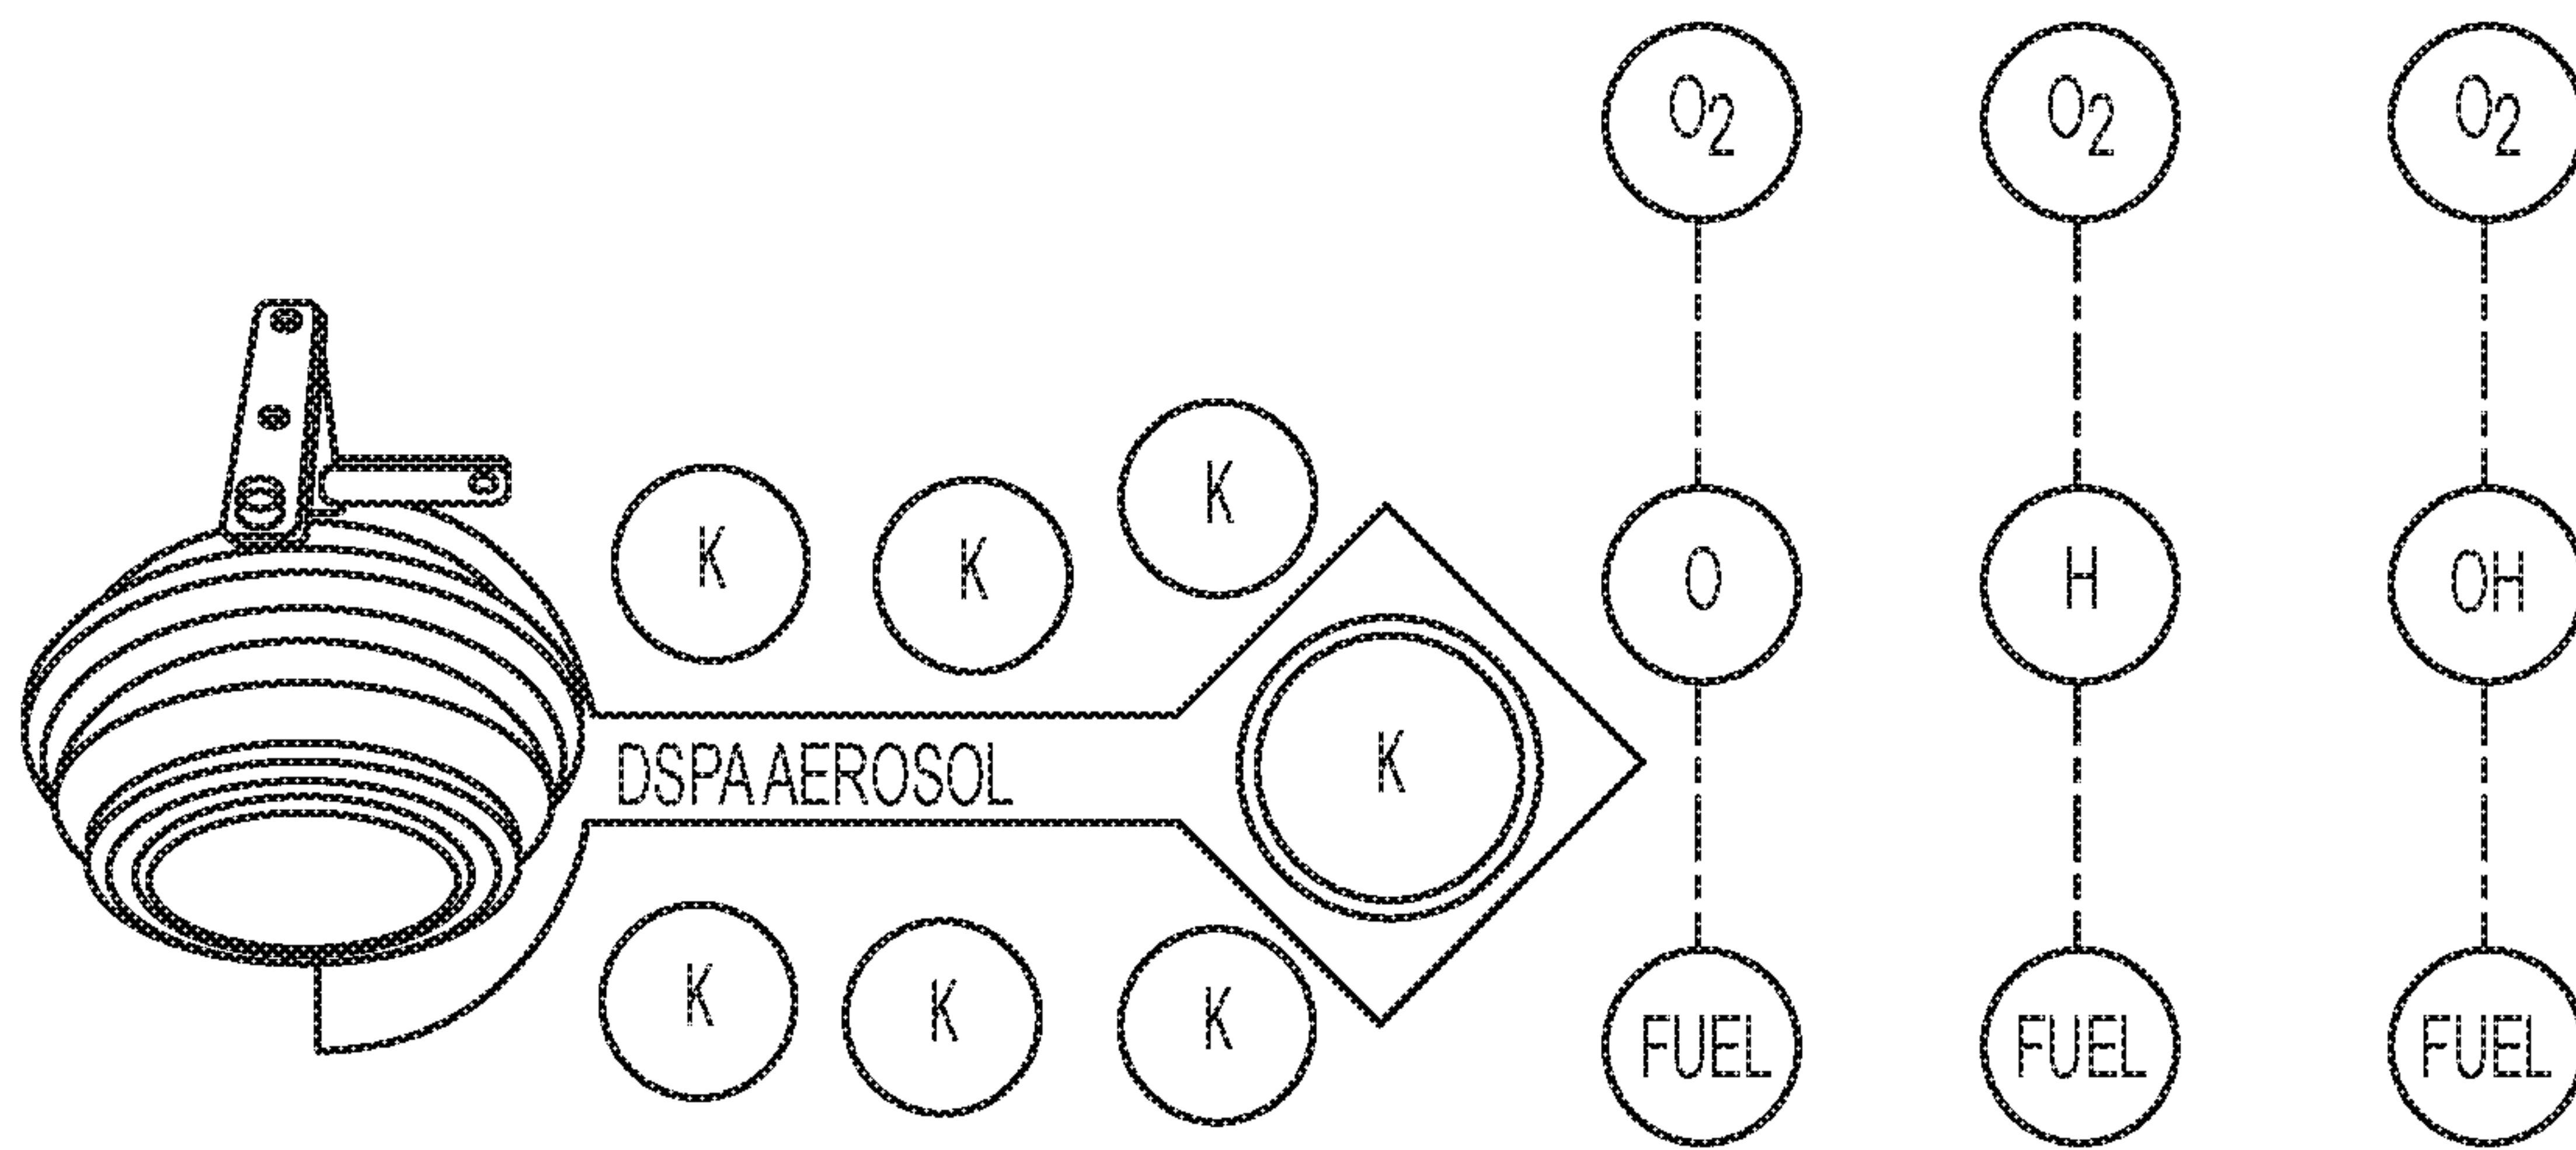 O2 O2 O2
K K K
O H OH
DSPA AEROSOL K
K K K
FUEL FUEL FUEL